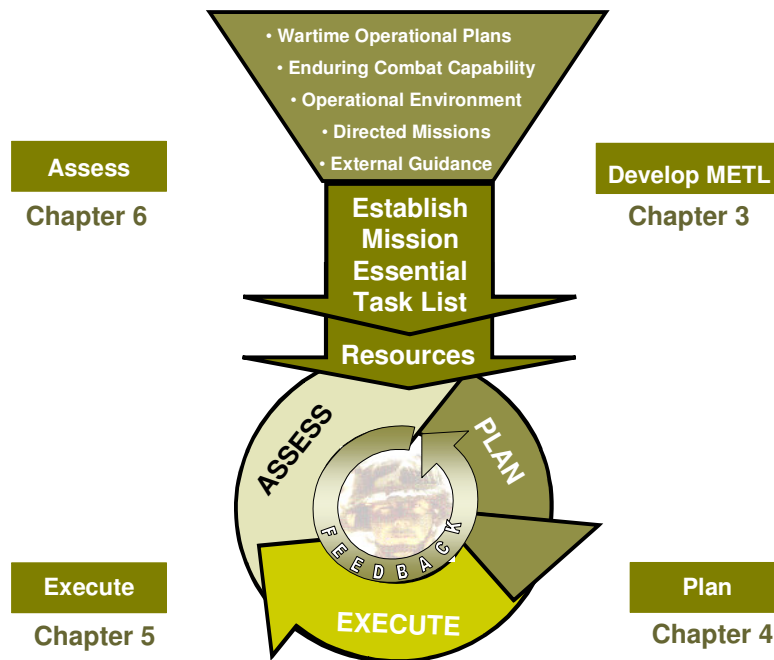 • Wartime Operational Plans
• Enduring Combat Capability
• Operational Environment
• Directed Missions
• External Guidance
Assess
Chapter 6
Develop METL
Chapter 3
Establish
Mission
Essential
Task List
Resources
ASSESS
PLAN
FEEDBACK
EXECUTE
Execute
Chapter 5
Plan
Chapter 4